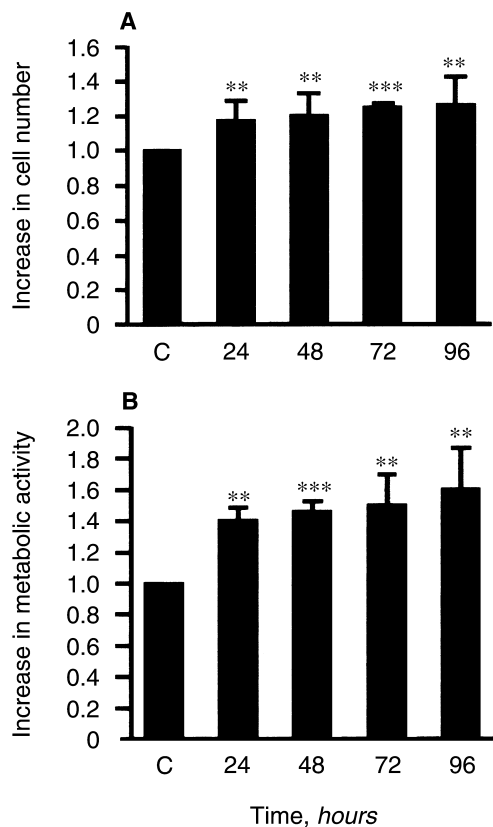 A
Increase in cell number
1.6
1.4
1.2
1.0
0.8
0.6
0.4
0.2
0
** ** *** **
C 24 48 72 96
B
Increase in metabolic activity
2.0
1.8
1.6
1.4
1.2
1.0
0.8
0.6
0.4
0.2
0
** *** ** **
C 24 48 72 96
Time, hours